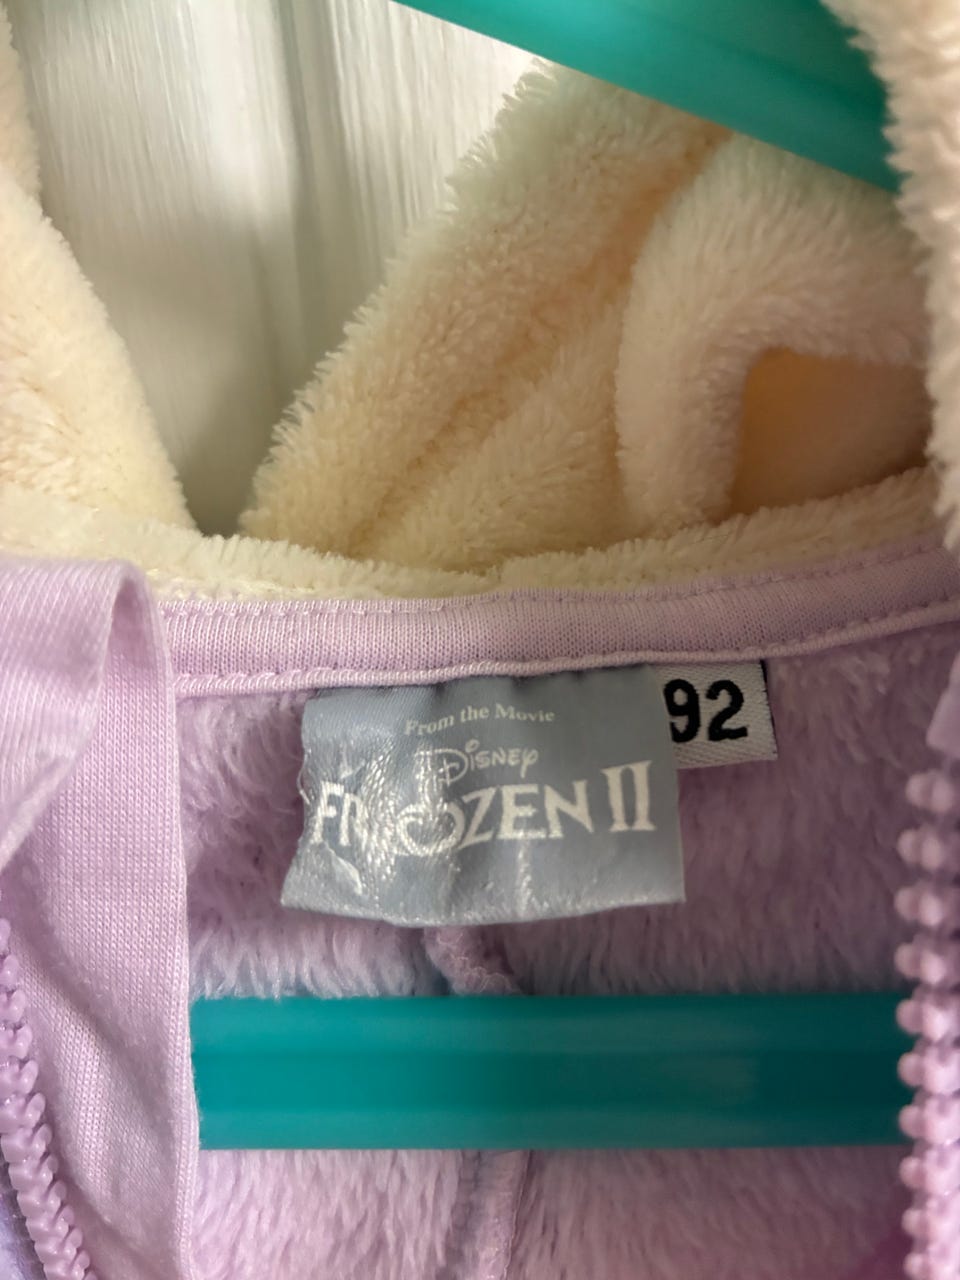 From the Movie
Disney
FROZEN II
92